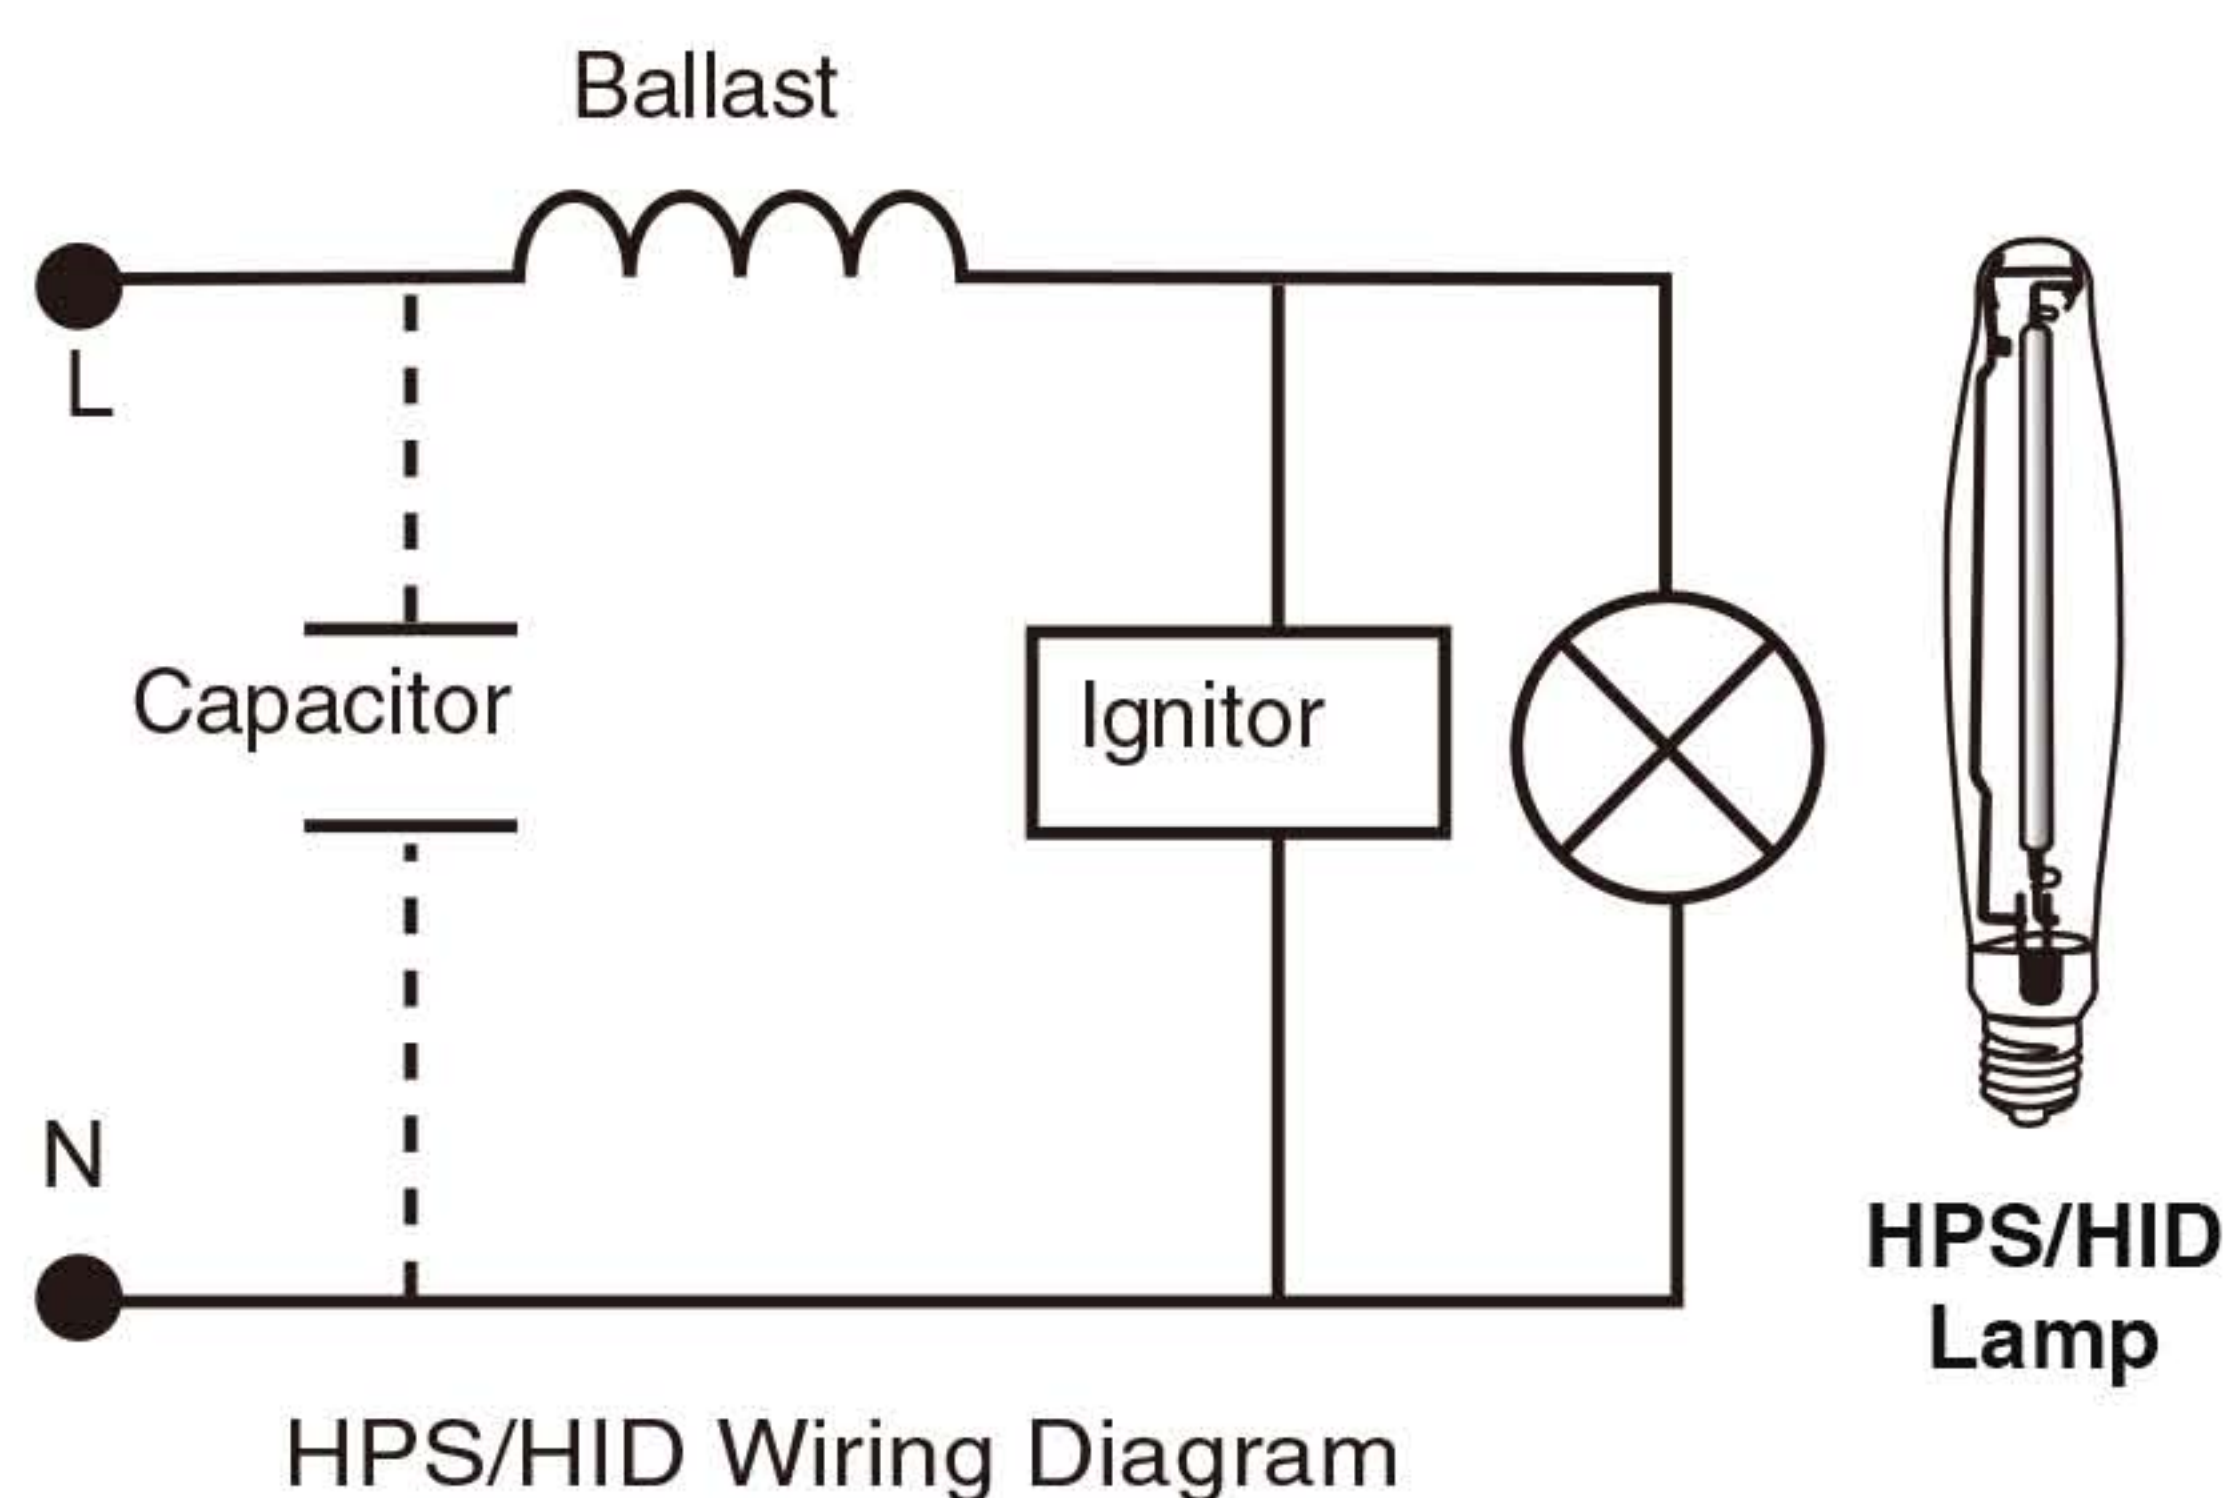 Ballast
L
Capacitor
Ignitor
N
HPS/HID
Lamp
HPS/HID Wiring Diagram